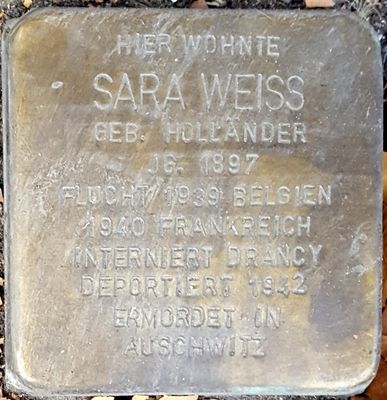 HIER WOHNTE
SARA WEISS
GEB. HOLLÄNDER
JG. 1897
FLUCHT 1939 BELGIEN
1940 FRANKREICH
INTERNIERT DRANCY
DEPORTIERT 1942
ERMORDET IN
AUSCHWITZ